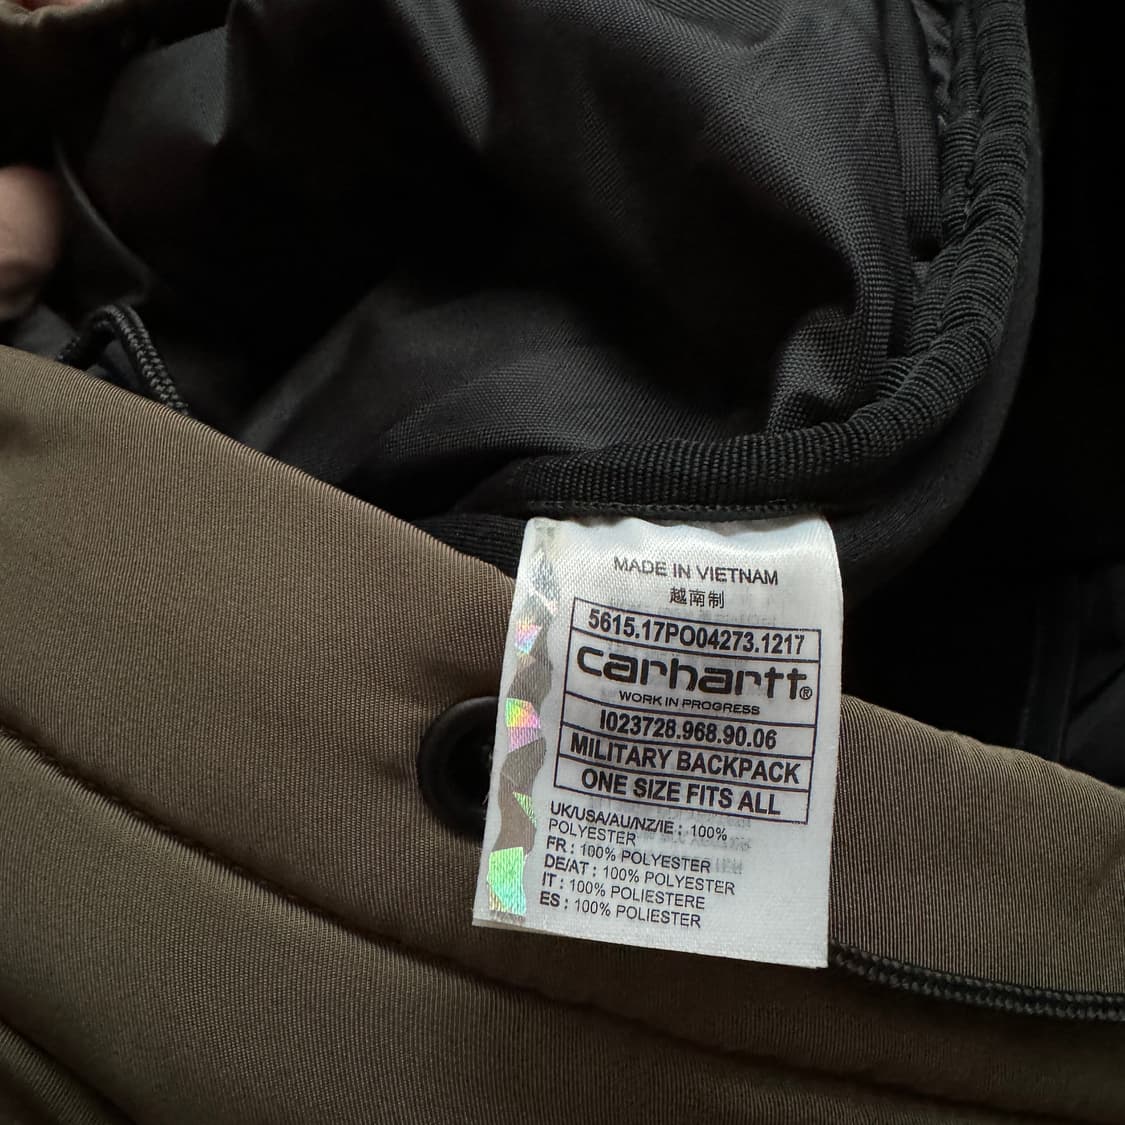 MADE IN VIETNAM
越南制
5615.17PO04273.1217
carhartt®
WORK IN PROGRESS
I023728.968.90.06
MILITARY BACKPACK
ONE SIZE FITS ALL
UK/USA/AU/NZ/IE : 100%
POLYESTER
FR : 100% POLYESTER
DE/AT : 100% POLYESTER
IT : 100% POLIESTERE
ES : 100% POLIESTER